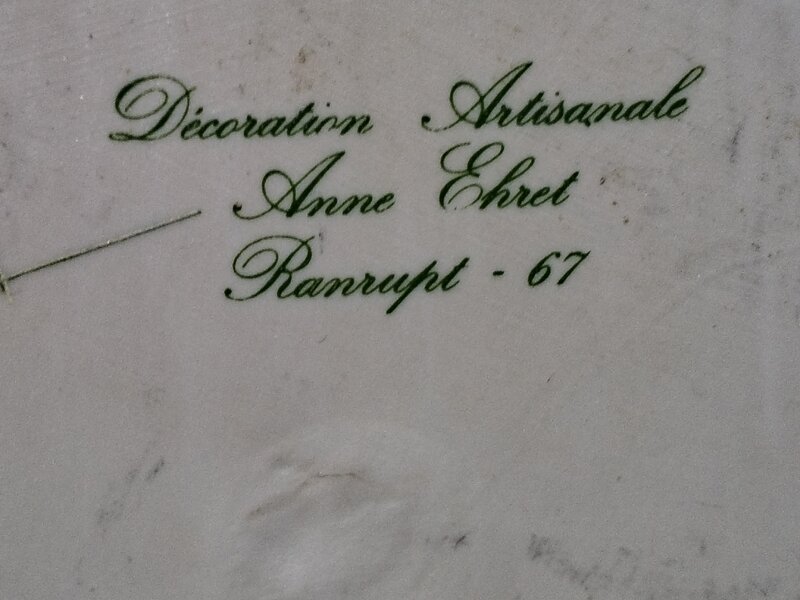 Décoration Artisanale
Anne Ehret
Ranrupt - 67